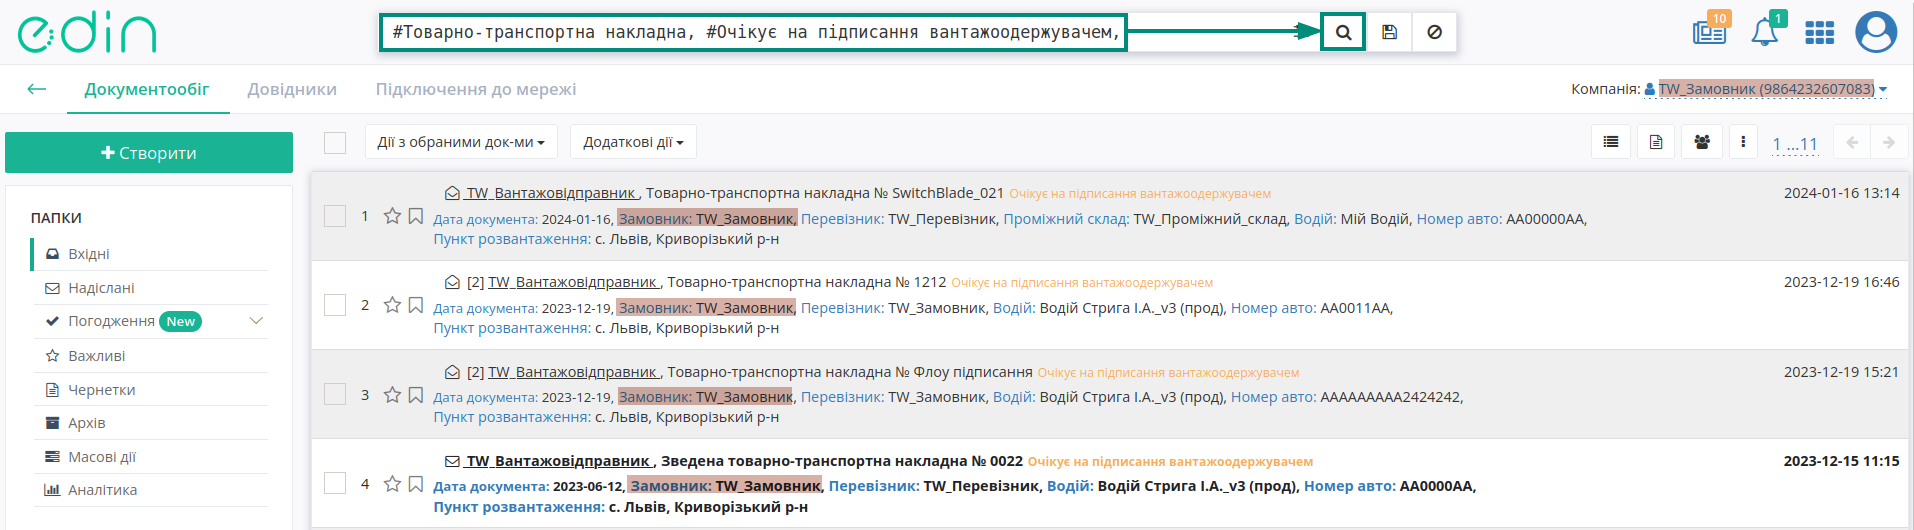 edin
#Товарно-транспортна накладна, #Очікує на підписання вантажоодержувачем,
10
1
Документообіг
Довідники
Підключення до мережі
Компанія: TW_Замовник (9864232607083)
Створити
Дії з обраними док-ми
Додаткові дії
1 ...11
ПАПКИ
Вхідні
Надіслані
Погодження New
Важливі
Чернетки
Архів
Масові дії
Аналітика
TW_Вантажовідправник , Товарно-транспортна накладна № SwitchBlade_021 Очікує на підписання вантажоодержувачем 2024-01-16 13:14
1 Дата документа: 2024-01-16, Замовник: TW_Замовник, Перевізник: TW_Перевізник, Проміжний склад: TW_Проміжний_склад, Водій: Мій Водій, Номер авто: АА00000АА,
Пункт розвантаження: с. Львів, Криворізький р-н
[2] TW_Вантажовідправник , Товарно-транспортна накладна № 1212 Очікує на підписання вантажоодержувачем 2023-12-19 16:46
2 Дата документа: 2023-12-19, Замовник: TW_Замовник, Перевізник: TW_Замовник, Водій: Водій Стрига І.А._v3 (прод), Номер авто: АА0011АА,
Пункт розвантаження: с. Львів, Криворізький р-н
[2] TW_Вантажовідправник , Товарно-транспортна накладна № Флоу підписання Очікує на підписання вантажоодержувачем 2023-12-19 15:21
3 Дата документа: 2023-12-19, Замовник: TW_Замовник, Перевізник: TW_Замовник, Водій: Водій Стрига І.А._v3 (прод), Номер авто: ААААААААА2424242,
Пункт розвантаження: с. Львів, Криворізький р-н
TW_Вантажовідправник , Зведена товарно-транспортна накладна № 0022 Очікує на підписання вантажоодержувачем 2023-12-15 11:15
4 Дата документа: 2023-06-12, Замовник: TW_Замовник, Перевізник: TW_Перевізник, Водій: Водій Стрига І.А._v3 (прод), Номер авто: АА0000АА,
Пункт розвантаження: с. Львів, Криворізький р-н